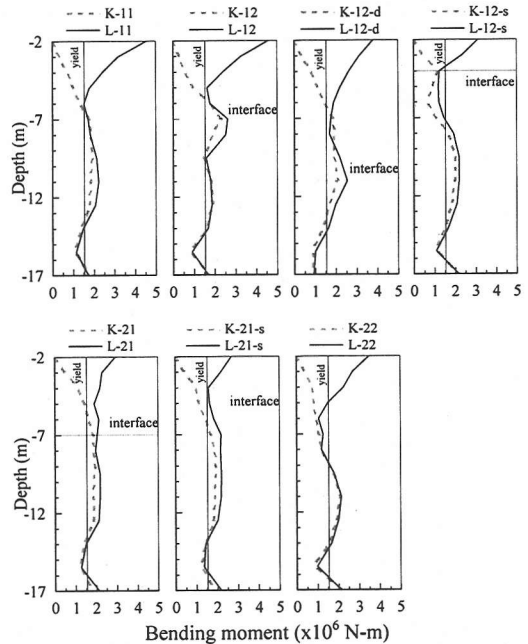 K-11 K-12 K-12-d K-12-s
L-11 L-12 L-12-d L-12-s
-2
-7
-12
-17
Depth (m)
yield
yield
interface
yield
interface
yield
interface
0 1 2 3 4 5 0 1 2 3 4 5 0 1 2 3 4 5 0 1 2 3 4 5
K-21 K-21-s K-22
L-21 L-21-s L-22
-2
-7
-12
-17
Depth (m)
yield
interface
yield
interface
yield
0 1 2 3 4 5 0 1 2 3 4 5 0 1 2 3 4 5
Bending moment (x10⁶ N-m)